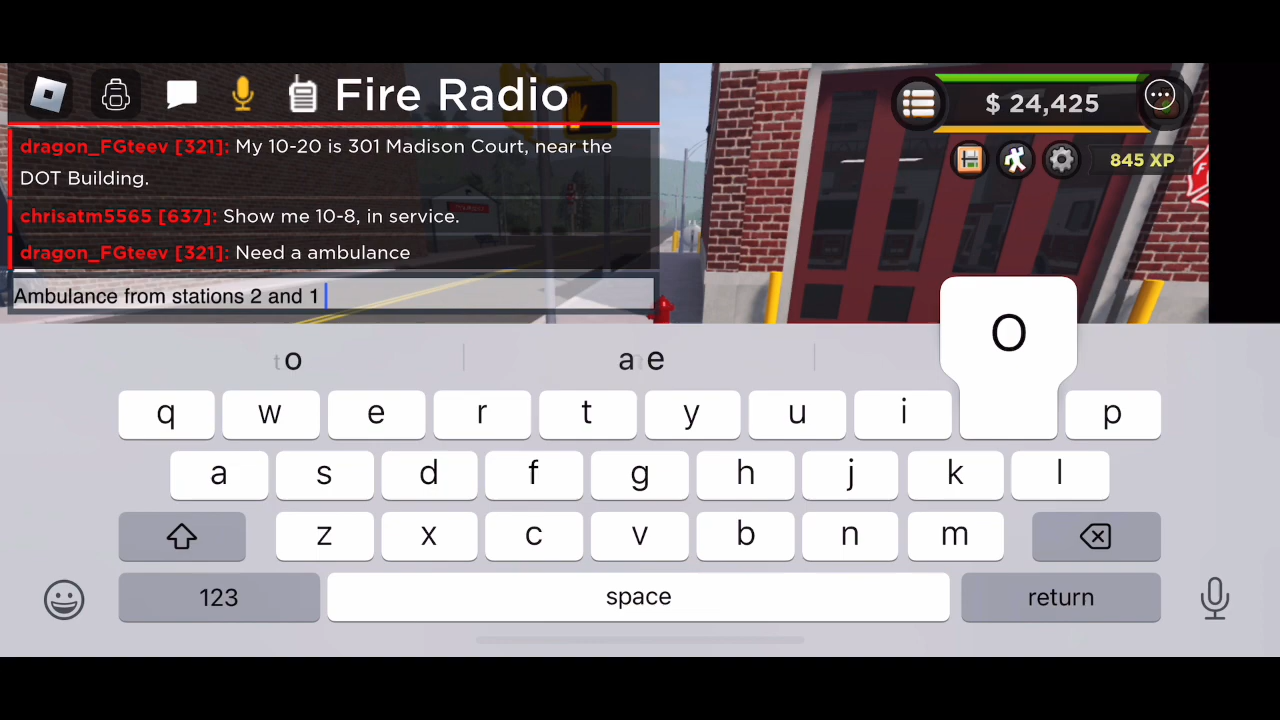 Fire Radio
$ 24,425
dragon_FGteev [321]: My 10-20 is 301 Madison Court, near the
DOT Building.
845 XP
chrisatm5565 [637]: Show me 10-8, in service.
dragon_FGteev [321]: Need a ambulance
Ambulance from stations 2 and 1
O
q w e r t y u i p
a s d f g h j k l
z x c v b n m
123 space return